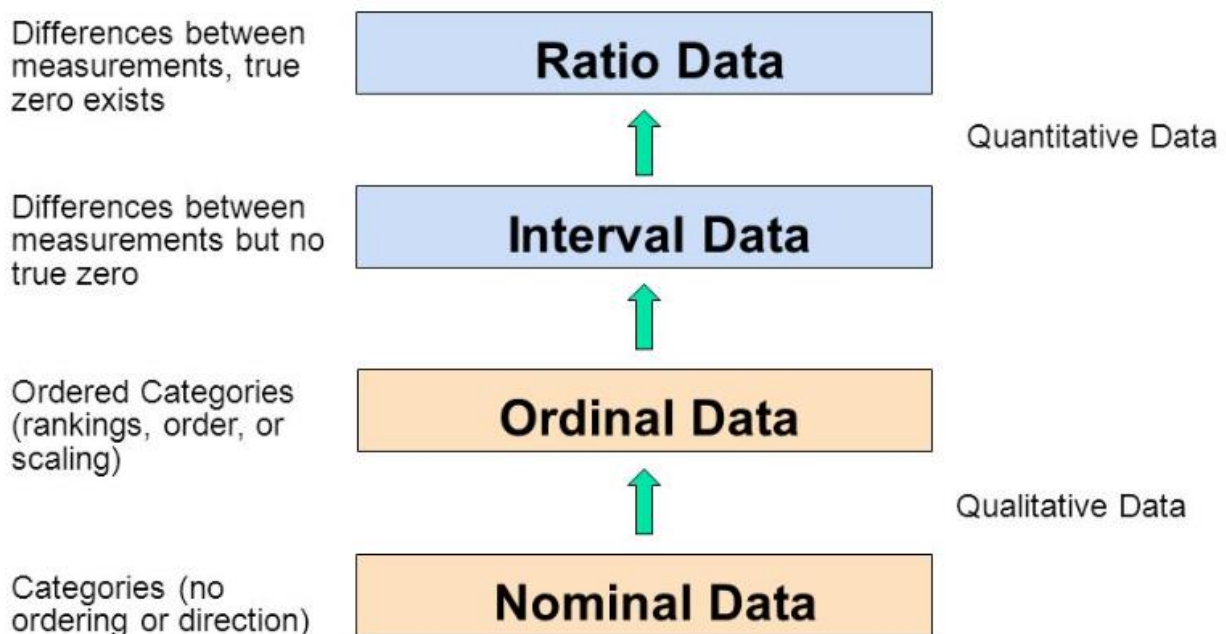 Differences between
measurements, true
zero exists
Ratio Data
Quantitative Data
Differences between
measurements but no
true zero
Interval Data
Ordered Categories
(rankings, order, or
scaling)
Ordinal Data
Qualitative Data
Categories (no
ordering or direction)
Nominal Data